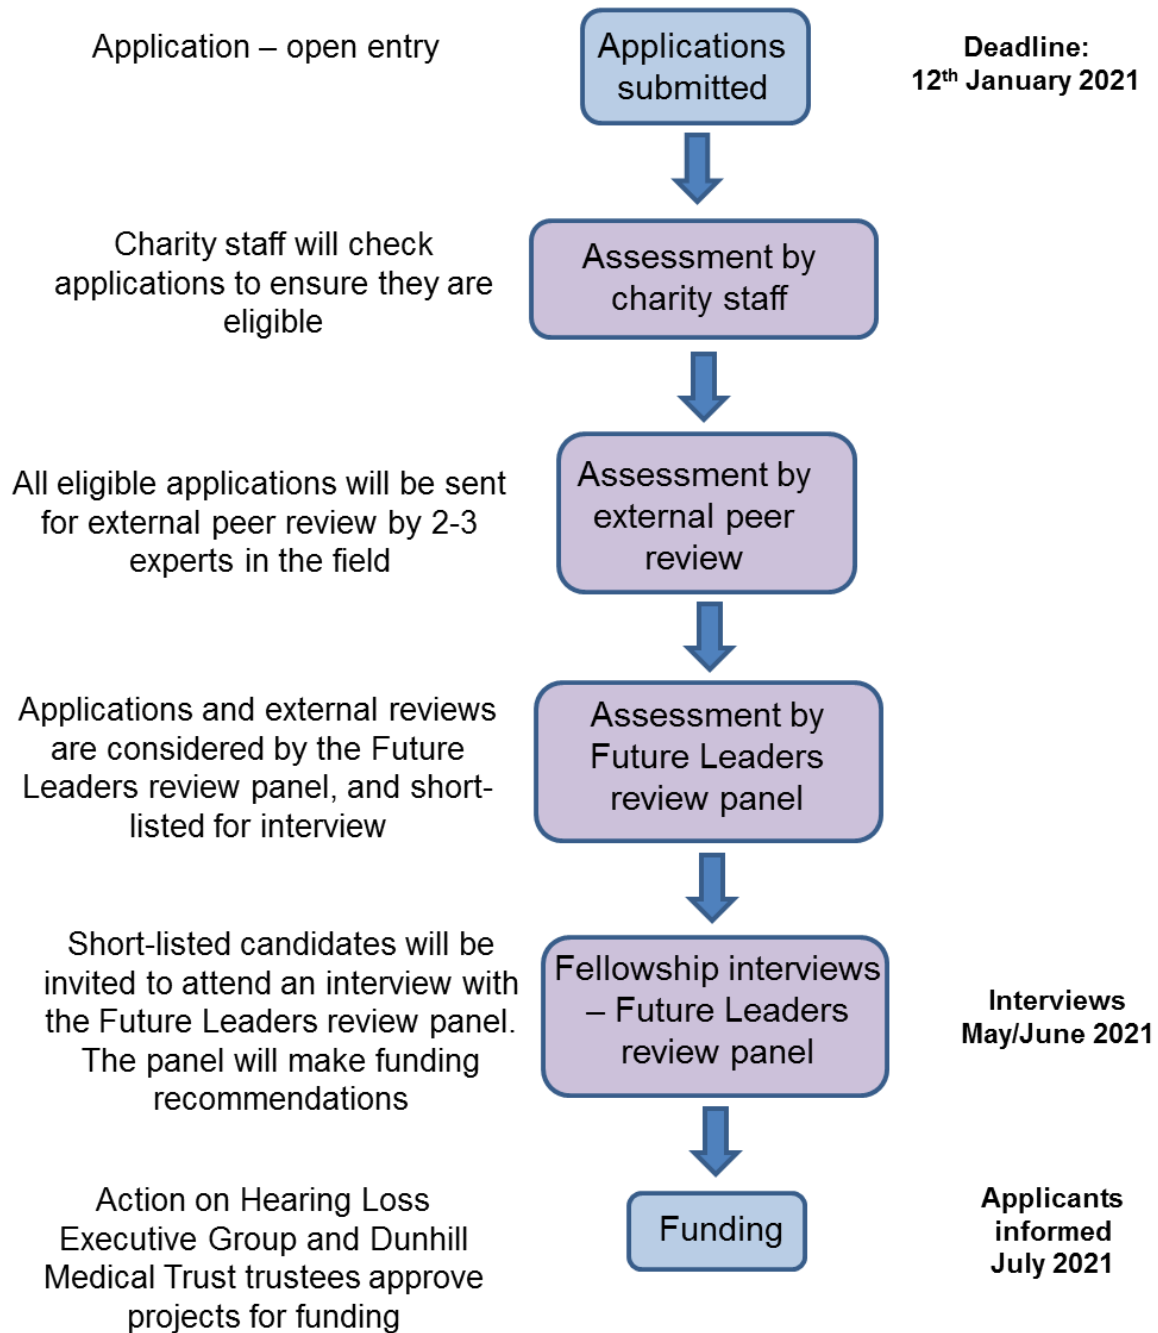 Application – open entry
Applications
submitted
Deadline:
12th January 2021
Charity staff will check
applications to ensure they are
eligible
Assessment by
charity staff
All eligible applications will be sent
for external peer review by 2-3
experts in the field
Assessment by
external peer
review
Applications and external reviews
are considered by the Future
Leaders review panel, and short-
listed for interview
Assessment by
Future Leaders
review panel
Short-listed candidates will be
invited to attend an interview with
the Future Leaders review panel.
The panel will make funding
recommendations
Fellowship interviews
– Future Leaders
review panel
Interviews
May/June 2021
Action on Hearing Loss
Executive Group and Dunhill
Medical Trust trustees approve
projects for funding
Funding
Applicants
informed
July 2021